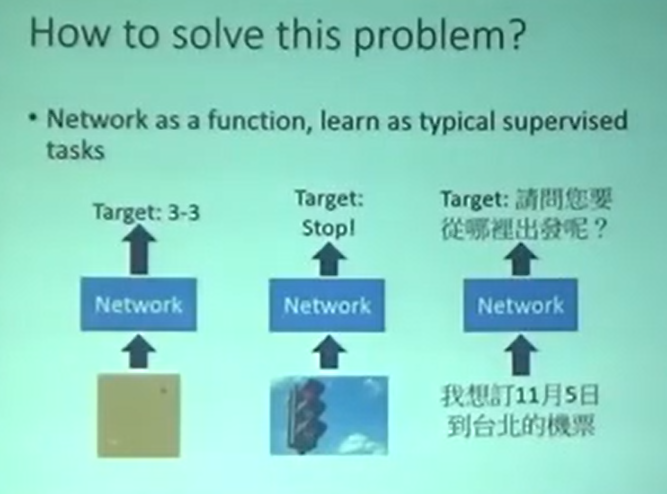 How to solve this problem?
• Network as a function, learn as typical supervised
tasks
Target: 3-3
Network
Target:
Stop!
Network
Target: 請問您要
從哪裡出發呢？
Network
我想訂11月5日
到台北的機票